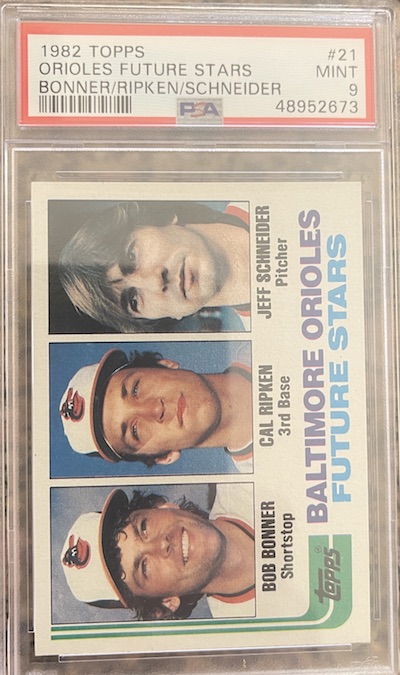 1982 TOPPS #21
ORIOLES FUTURE STARS MINT
BONNER/RIPKEN/SCHNEIDER 9
PSA 48952673
BOB BONNER
Shortstop
CAL RIPKEN
3rd Base
JEFF SCHNEIDER
Pitcher
topps®
BALTIMORE ORIOLES
FUTURE STARS